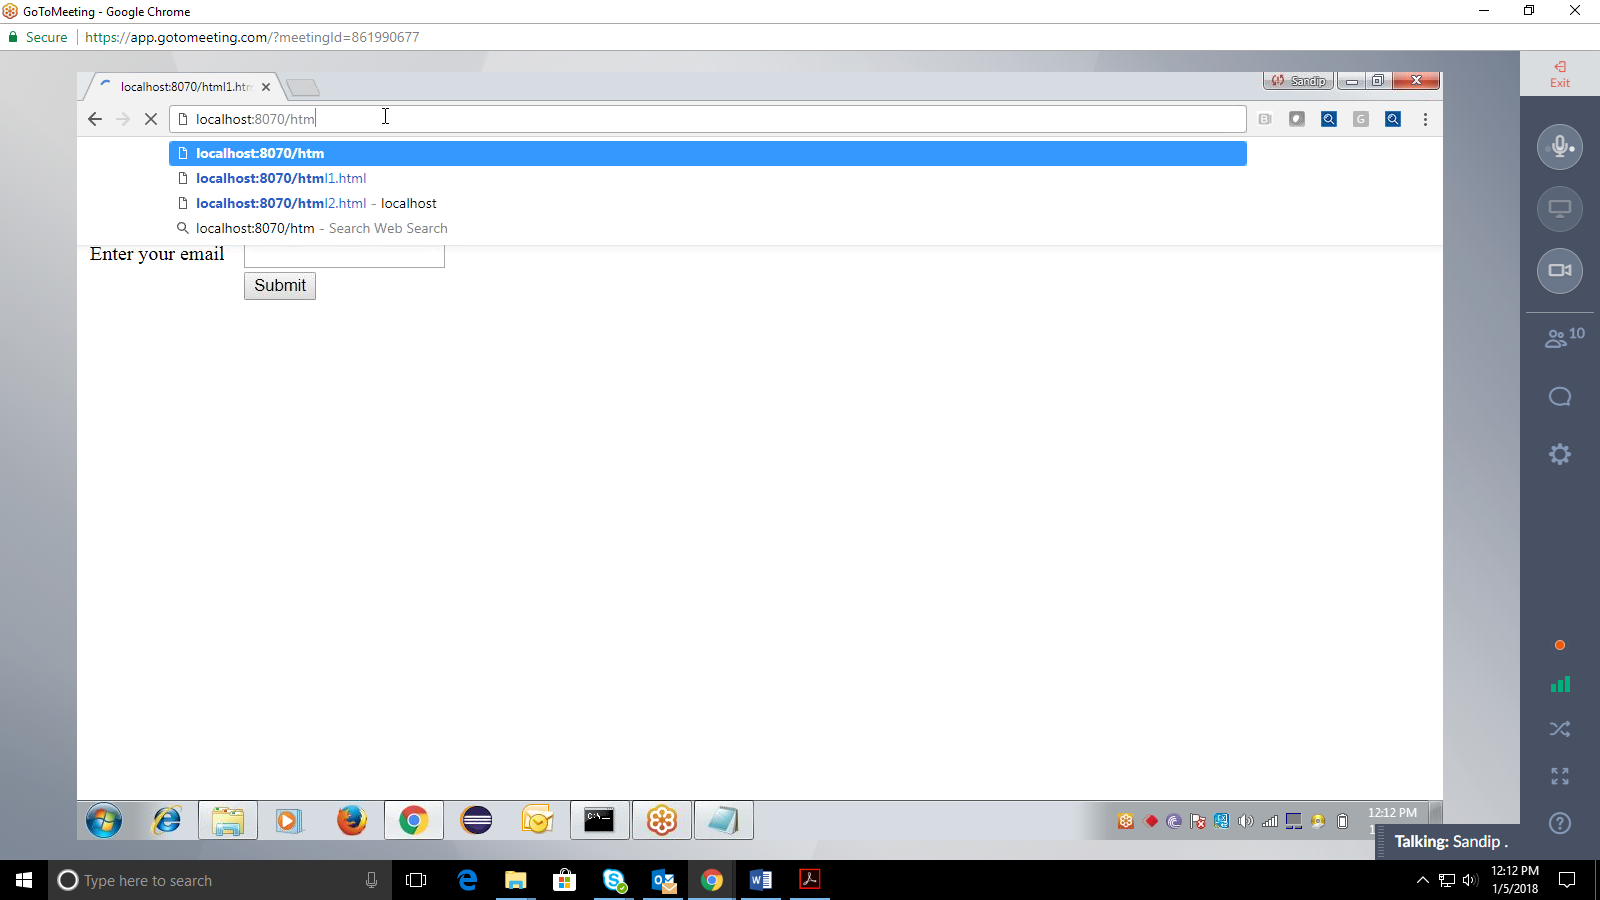 GoToMeeting - Google Chrome
Secure
https://app.gotomeeting.com/?meetingId=861990677
Exit
localhost:8070/html1.htm
Sandip
localhost:8070/htm
localhost:8070/htm
localhost:8070/html1.html
localhost:8070/html2.html - localhost
localhost:8070/htm - Search Web Search
Enter your email
Submit
10
12:12 PM
Talking: Sandip .
Type here to search
12:12 PM
1/5/2018